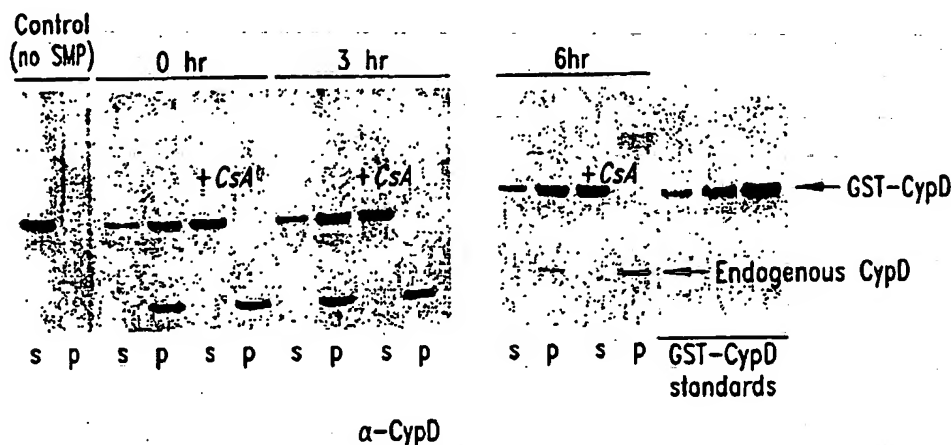 Control
(no SMP)
0 hr
3 hr
6hr
+CsA
+CsA
+CsA
GST-CypD
Endogenous CypD
s p s p s p s p s p
s p s p
GST-CypD
standards
α-CypD